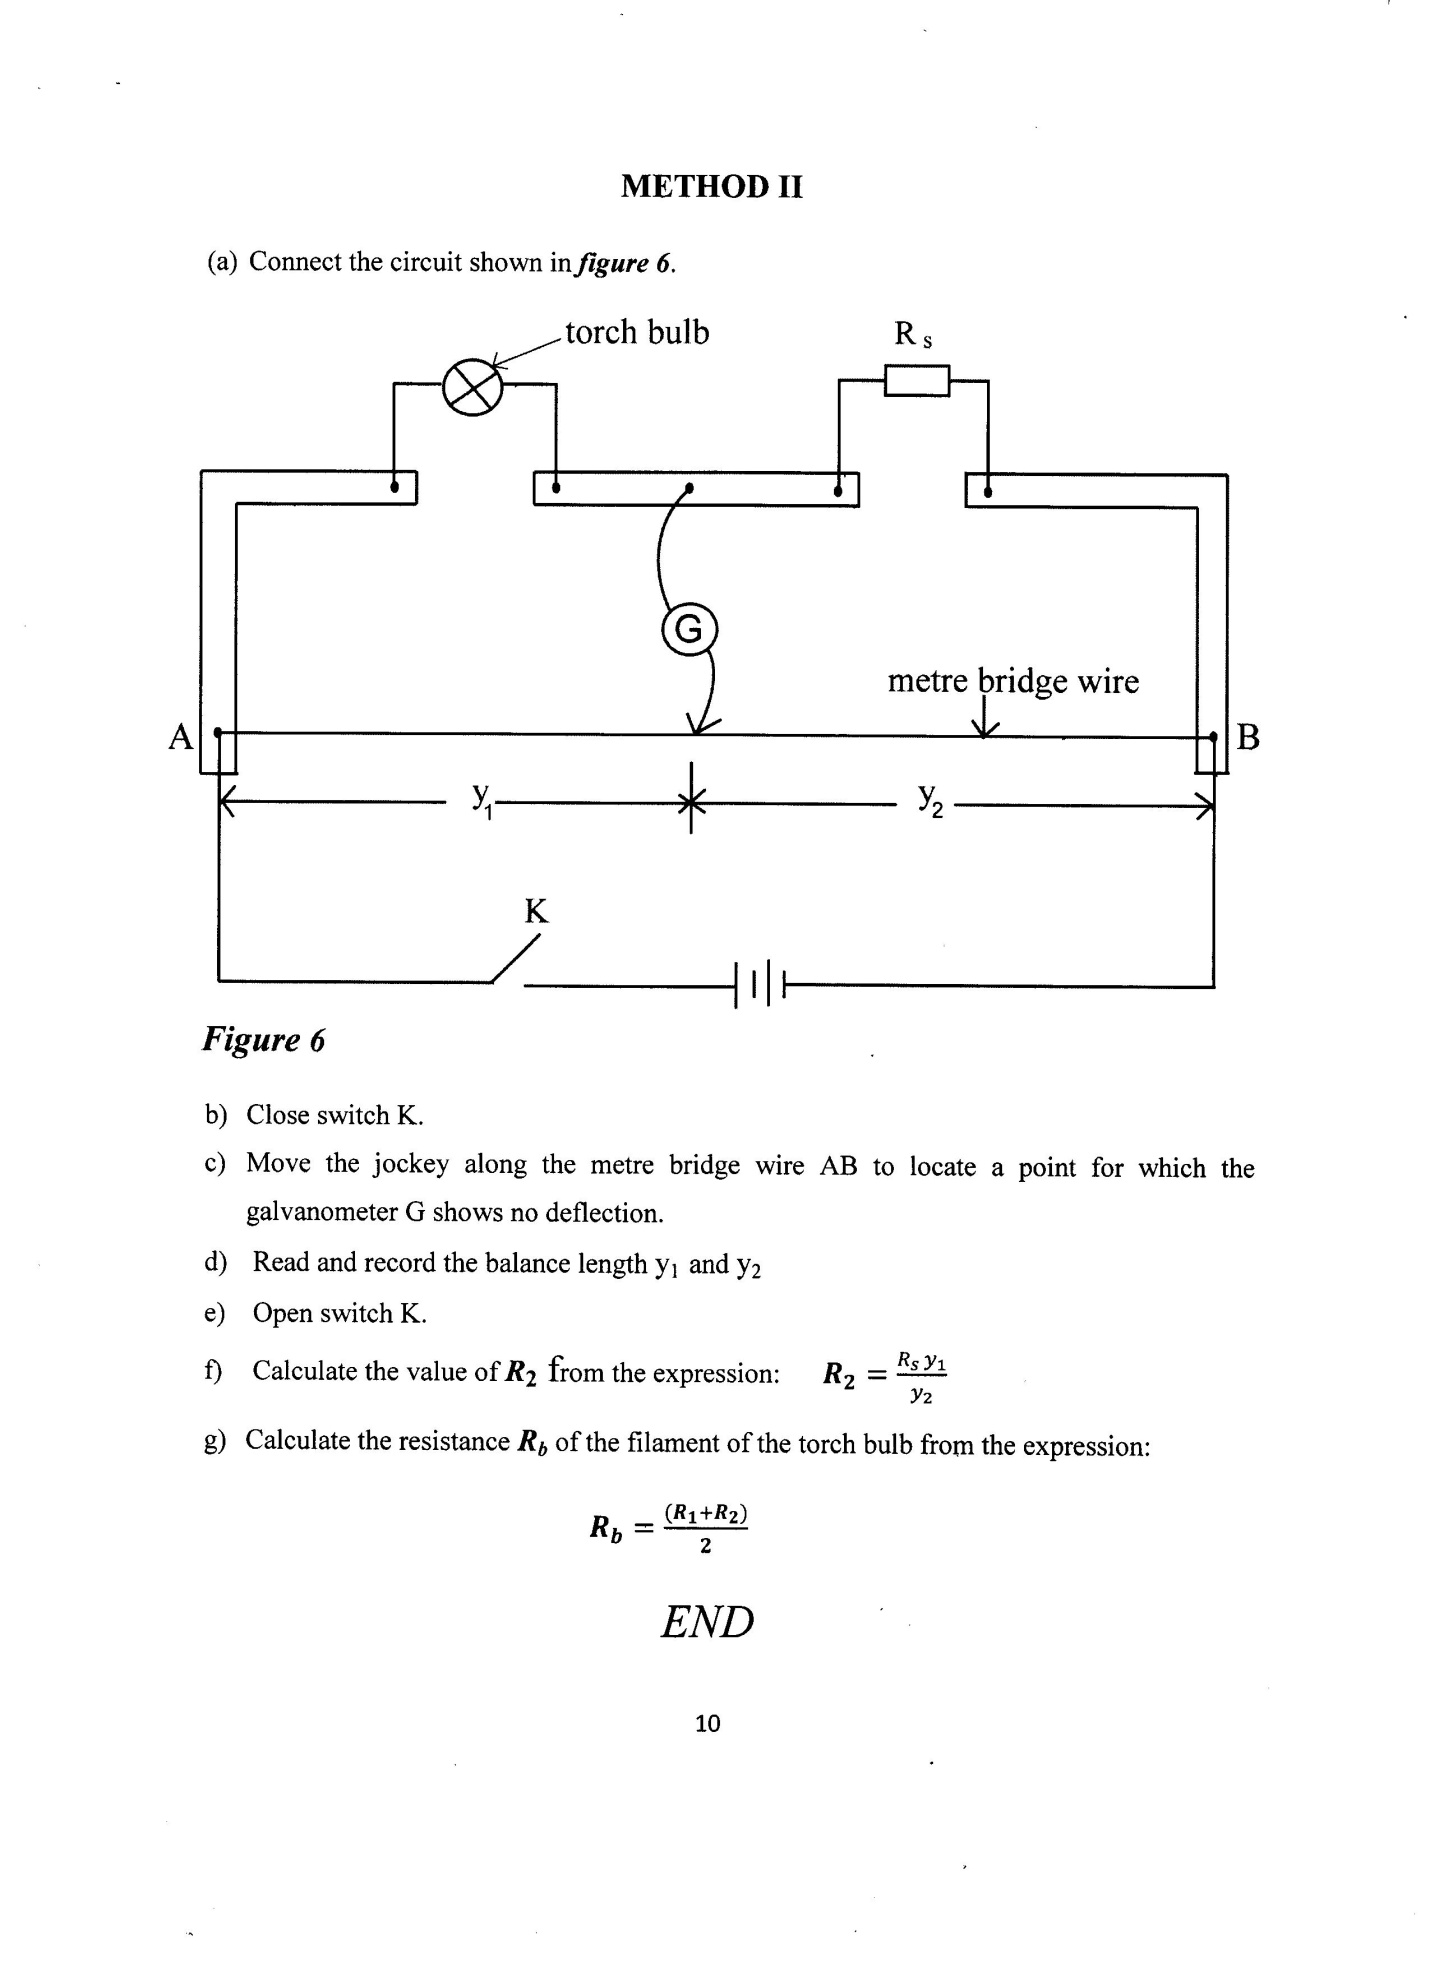 METHOD II
(a) Connect the circuit shown in figure 6.
torch bulb
R s
G
metre bridge wire
A
B
y1
y2
K
Figure 6
b) Close switch K.
c) Move the jockey along the metre bridge wire AB to locate a point for which the
galvanometer G shows no deflection.
d) Read and record the balance length y1 and y2
e) Open switch K.
f) Calculate the value of R2 from the expression: R2 = Rs y1 / y2
g) Calculate the resistance Rb of the filament of the torch bulb from the expression:
Rb = (R1+R2) / 2
END
10